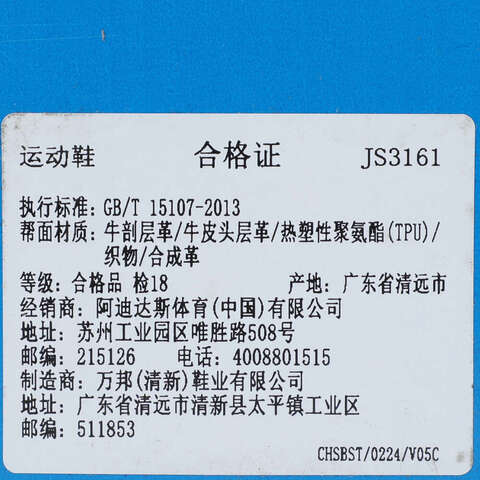 运动鞋 合格证 JS3161
执行标准: GB/T 15107-2013
帮面材质: 牛剖层革/牛皮头层革/热塑性聚氨酯(TPU)/
织物/合成革
等级: 合格品 检18 产地: 广东省清远市
经销商: 阿迪达斯体育(中国)有限公司
地址: 苏州工业园区唯胜路508号
邮编: 215126 电话: 4008801515
制造商: 万邦(清新)鞋业有限公司
地址: 广东省清远市清新县太平镇工业区
邮编: 511853
CHSBST/0224/V05C